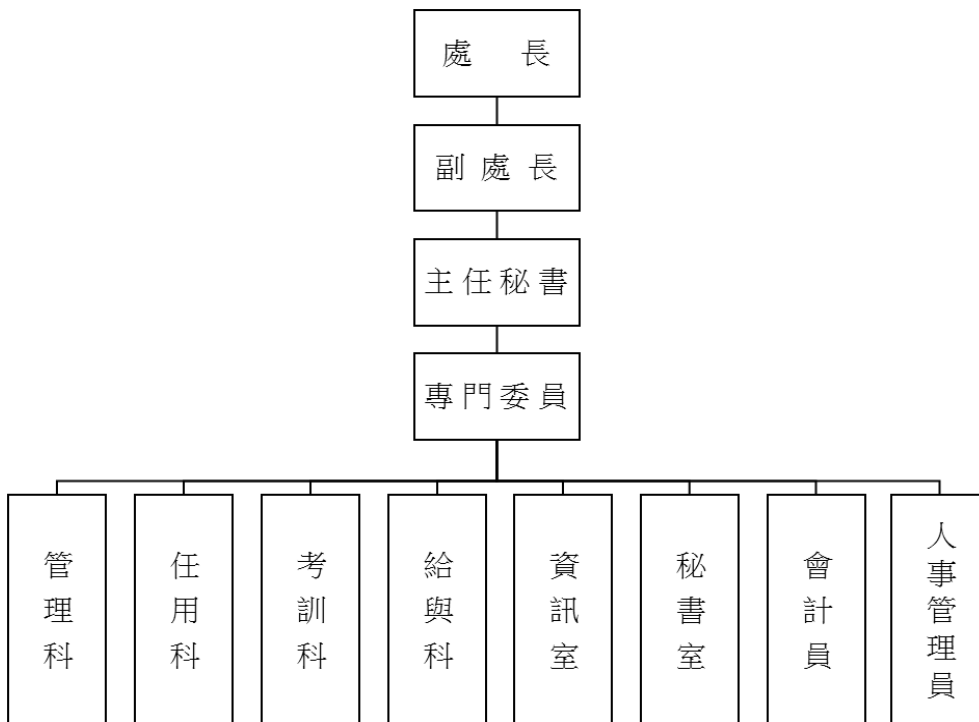 處長
副處長
主任秘書
專門委員
管理科
任用科
考訓科
給與科
資訊室
秘書室
會計員
人事管理員